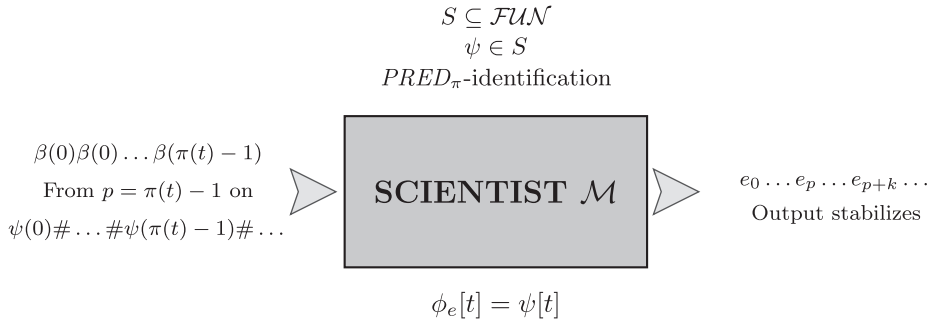 S ⊆ FUN
ψ ∈ S
PRED_π-identification
β(0)β(0) … β(π(t) − 1)
From p = π(t) − 1 on
ψ(0)# … #ψ(π(t) − 1)# …
SCIENTIST M
e_0 … e_p … e_{p+k} …
Output stabilizes
ϕ_e[t] = ψ[t]